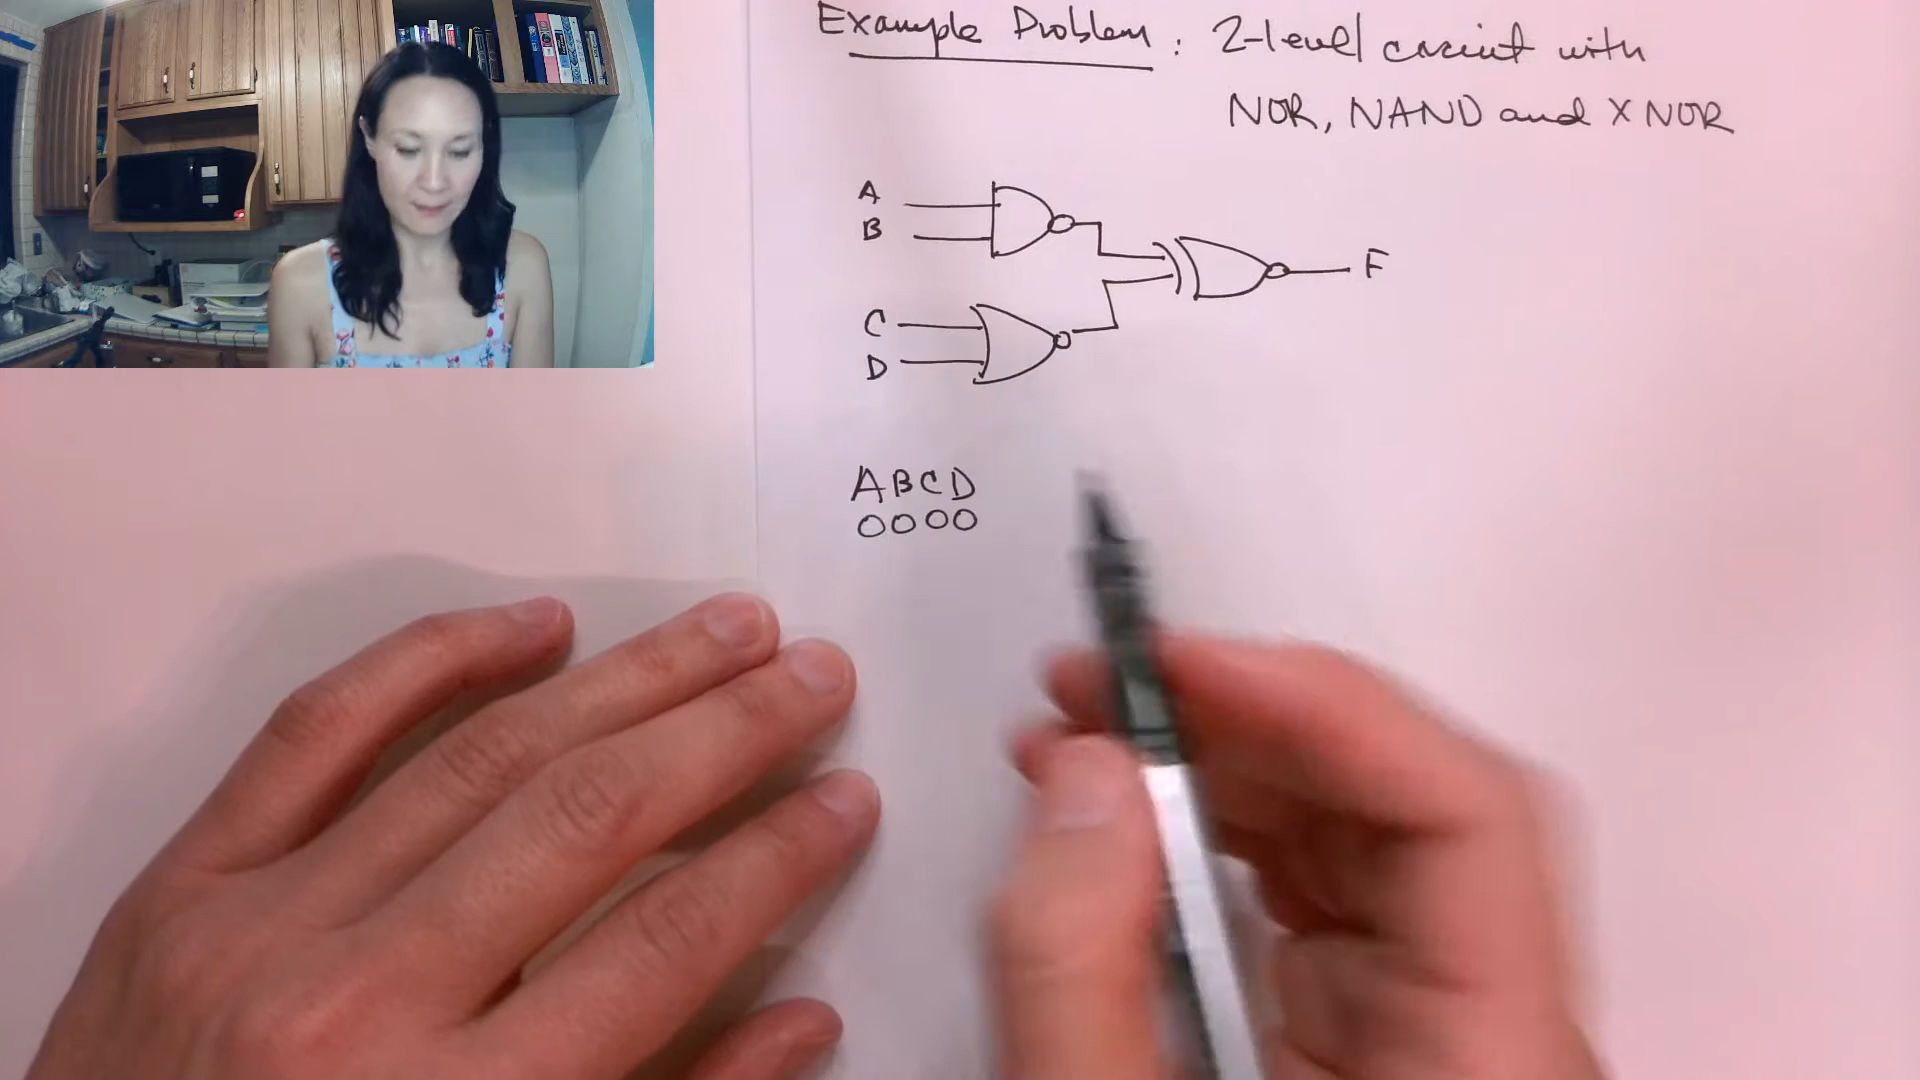 Example Problem: 2-level circuit with
NOR, NAND and XNOR
A
B
F
C
D
ABCD
0000